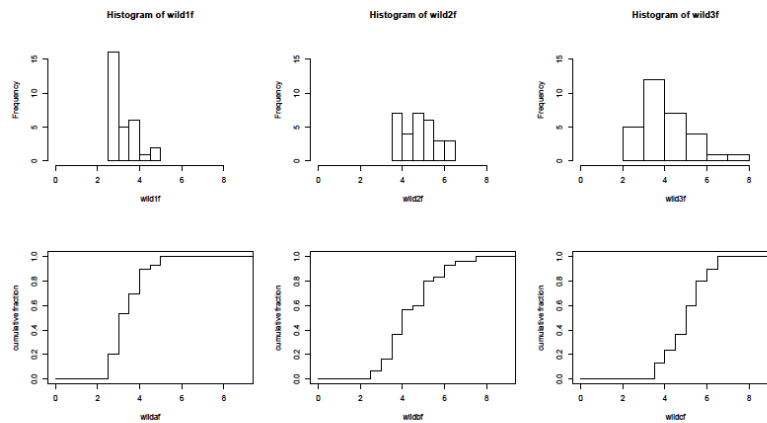 Histogram of wild1f
Histogram of wild2f
Histogram of wild3f
Frequency
15
10
5
0
0 2 4 6 8
wild1f
Frequency
15
10
5
0
0 2 4 6 8
wild2f
Frequency
15
10
5
0
0 2 4 6 8
wild3f
cumulative fraction
1.0
0.8
0.6
0.4
0.2
0.0
0 2 4 6 8
wildaf
cumulative fraction
1.0
0.8
0.6
0.4
0.2
0.0
0 2 4 6 8
wildbf
cumulative fraction
1.0
0.8
0.6
0.4
0.2
0.0
0 2 4 6 8
wildcf